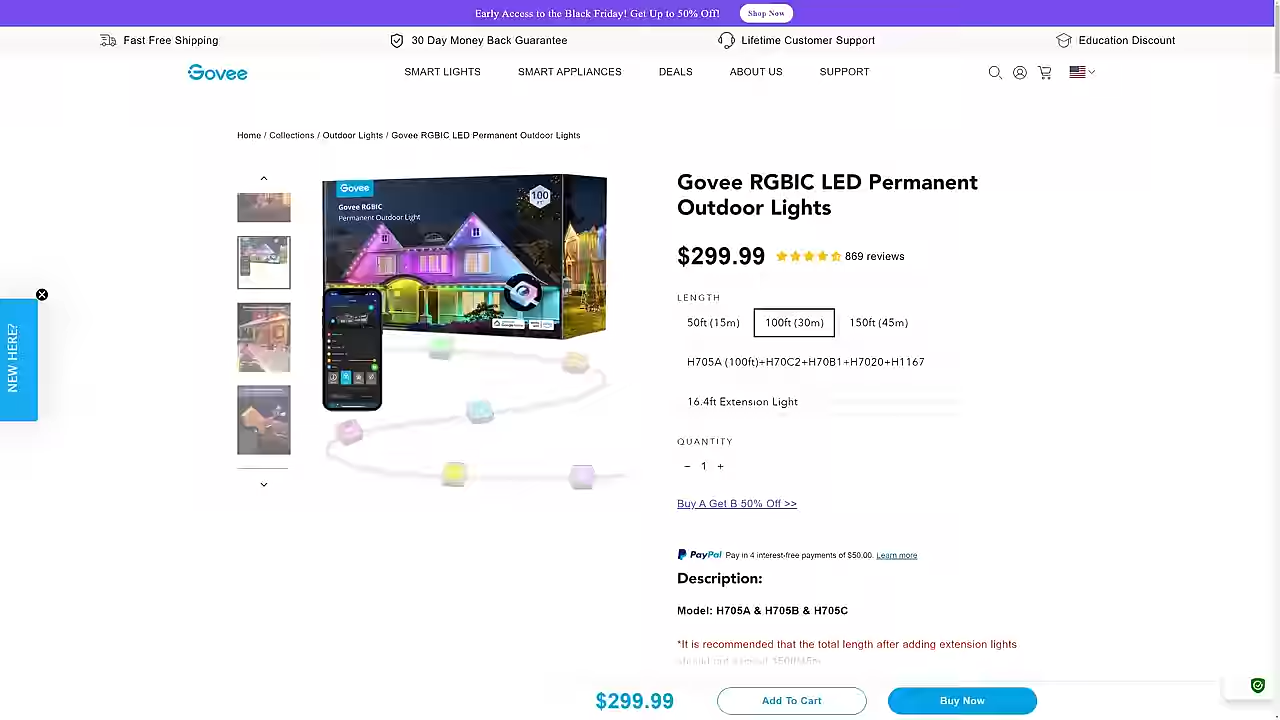 Early Access to the Black Friday! Get Up to 50% Off!
Shop Now
Fast Free Shipping
30 Day Money Back Guarantee
Lifetime Customer Support
Education Discount
Govee
SMART LIGHTS
SMART APPLIANCES
DEALS
ABOUT US
SUPPORT
Home / Collections / Outdoor Lights / Govee RGBIC LED Permanent Outdoor Lights
Govee
100
Govee RGBIC
Permanent Outdoor Light
NEW HERE?
Govee RGBIC LED Permanent
Outdoor Lights
$299.99
869 reviews
LENGTH
50ft (15m)
100ft (30m)
150ft (45m)
H705A (100ft)+H70C2+H70B1+H7020+H1167
16.4ft Extension Light
QUANTITY
− 1 +
Buy A Get B 50% Off >>
PayPal Pay in 4 interest-free payments of $50.00. Learn more
Description:
Model: H705A & H705B & H705C
*It is recommended that the total length after adding extension lights
$299.99
Add To Cart
Buy Now